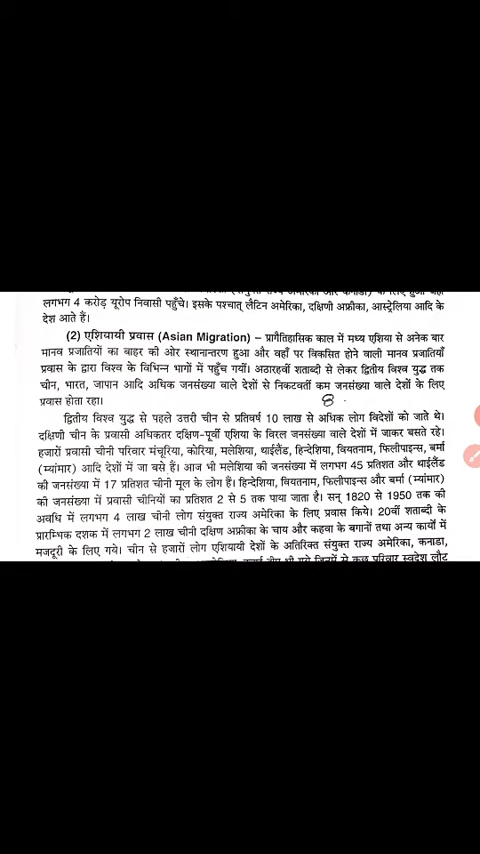 लगभग 4 करोड़ यूरोप निवासी पहुँचे। इसके पश्चात् लैटिन अमेरिका, दक्षिणी अफ्रीका, आस्ट्रेलिया आदि के
देश आते हैं।
(2) एशियायी प्रवास (Asian Migration) – प्रागैतिहासिक काल में मध्य एशिया से अनेक बार
मानव प्रजातियों का बाहर की ओर स्थानान्तरण हुआ और वहाँ पर विकसित होने वाली मानव प्रजातियाँ
प्रवास के द्वारा विश्व के विभिन्न भागों में पहुँच गयीं। अठारहवीं शताब्दी से लेकर द्वितीय विश्व युद्ध तक
चीन, भारत, जापान आदि अधिक जनसंख्या वाले देशों से निकटवर्ती कम जनसंख्या वाले देशों के लिए
प्रवास होता रहा।
8
द्वितीय विश्व युद्ध से पहले उत्तरी चीन से प्रतिवर्ष 10 लाख से अधिक लोग विदेशों को जाते थे।
दक्षिणी चीन के प्रवासी अधिकतर दक्षिण-पूर्वी एशिया के विरल जनसंख्या वाले देशों में जाकर बसते रहे।
हजारों प्रवासी चीनी परिवार मंचूरिया, कोरिया, मलेशिया, थाईलैंड, हिन्देशिया, वियतनाम, फिलीपाइन्स, बर्मा
(म्यांमार) आदि देशों में जा बसे हैं। आज भी मलेशिया की जनसंख्या में लगभग 45 प्रतिशत और थाईलैंड
की जनसंख्या में 17 प्रतिशत चीनी मूल के लोग हैं। हिन्देशिया, वियतनाम, फिलीपाइन्स और बर्मा (म्यांमार)
की जनसंख्या में प्रवासी चीनियों का प्रतिशत 2 से 5 तक पाया जाता है। सन् 1820 से 1950 तक की
अवधि में लगभग 4 लाख चीनी लोग संयुक्त राज्य अमेरिका के लिए प्रवास किये। 20वीं शताब्दी के
प्रारम्भिक दशक में लगभग 2 लाख चीनी दक्षिण अफ्रीका के चाय और कहवा के बगानों तथा अन्य कार्यों में
मजदूरी के लिए गये। चीन से हजारों लोग एशियायी देशों के अतिरिक्त संयुक्त राज्य अमेरिका, कनाडा,